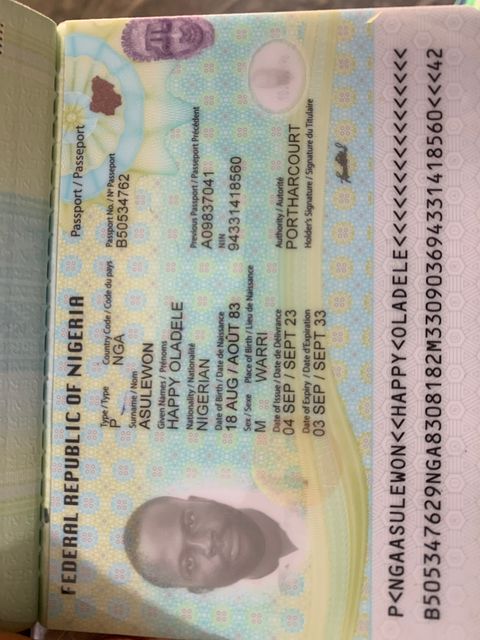 FEDERAL REPUBLIC OF NIGERIA
Passport / Passeport
Type / Type
Country Code / Code du pays
Passport No. / Nº Passeport
P
NGA
B50534762
Surname / Nom
ASULEWON
Given Names / Prénoms
HAPPY OLADELE
Nationality / Nationalité
Previous Passport / Passeport Précédent
NIGERIAN
A09837041
Date of Birth / Date de Naissance
NIN
18 AUG / AOÛT 83
94331418560
Sex / Sexe
Place of Birth / Lieu de Naissance
M
WARRI
Date of Issue / Date de Délivrance
Authority / Autorité
04 SEP / SEPT 23
PORTHARCOURT
Date of Expiry / Date d'Expiration
Holder's Signature / Signature du Titulaire
03 SEP / SEPT 33
P<NGAASULEWON<<HAPPY<OLADELE<<<<<<<<<<<<<<<<
B505347629NGA8308182M330903694331418560<<<42